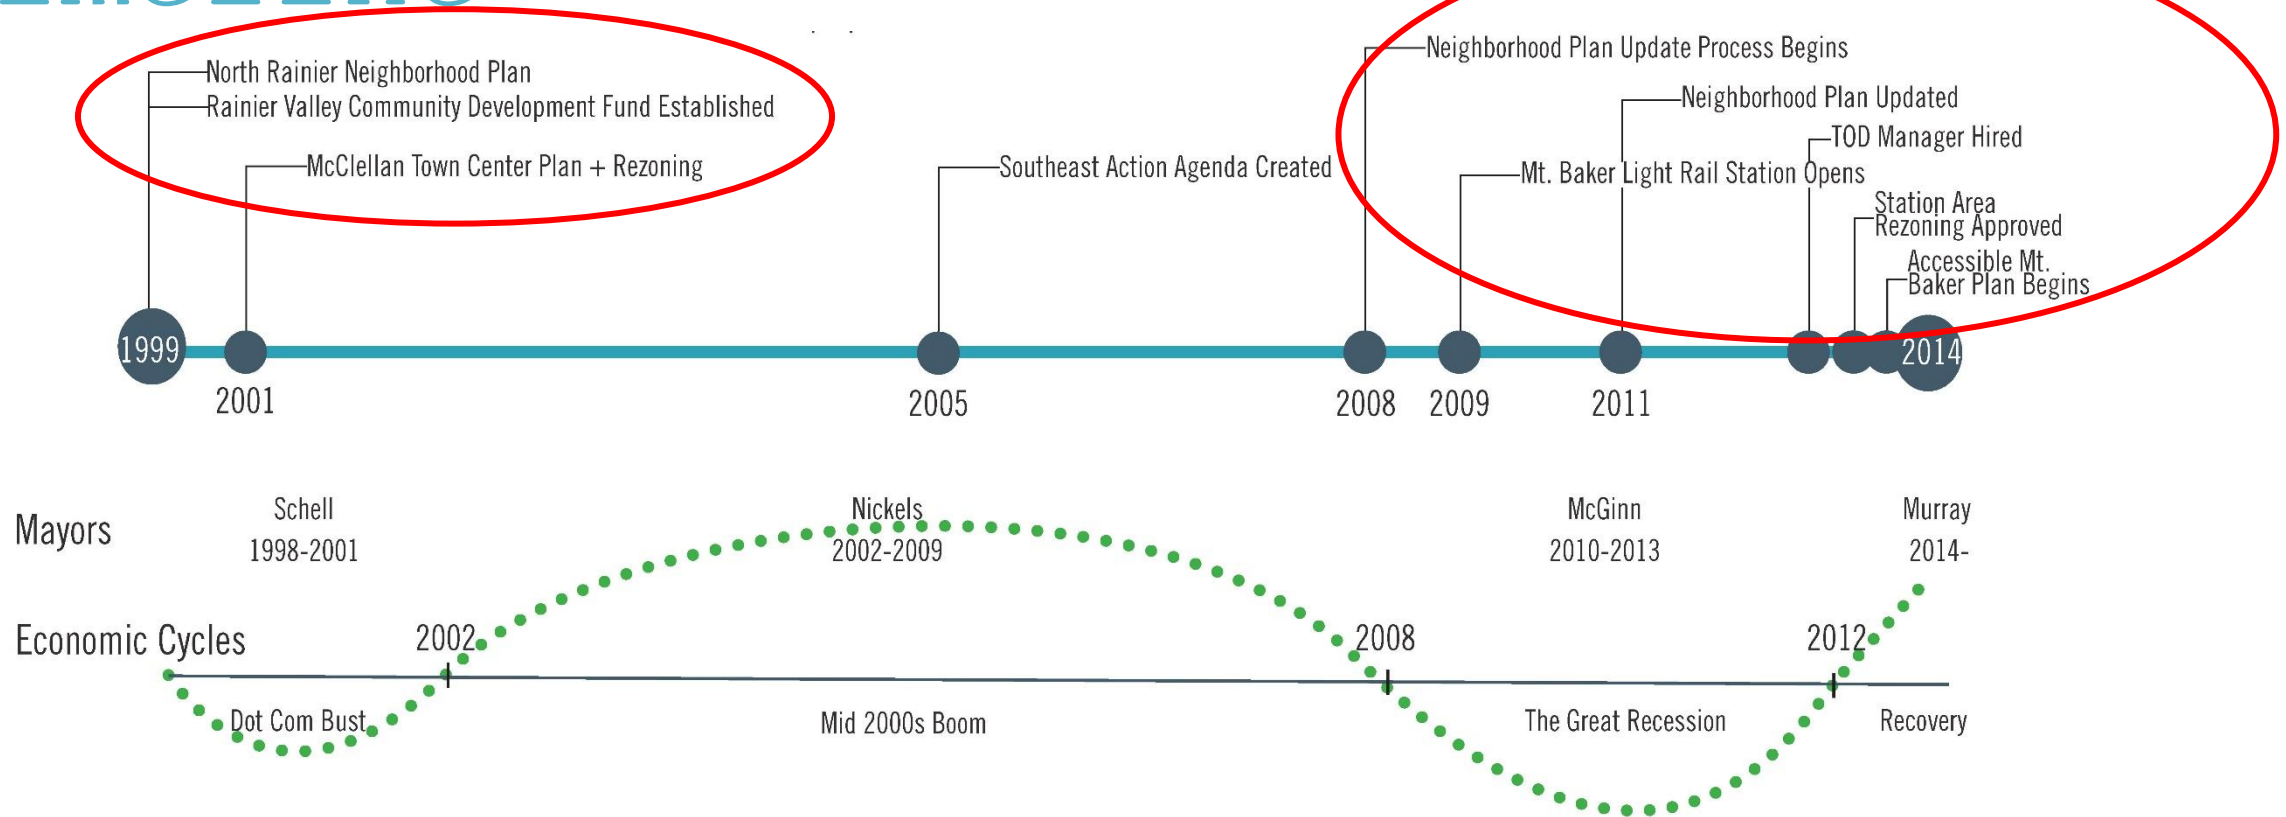 North Rainier Neighborhood Plan
Rainier Valley Community Development Fund Established
McClellan Town Center Plan + Rezoning
Southeast Action Agenda Created
Neighborhood Plan Update Process Begins
Neighborhood Plan Updated
TOD Manager Hired
Mt. Baker Light Rail Station Opens
Station Area
Rezoning Approved
Accessible Mt.
Baker Plan Begins
1999
2014
2001
2005
2008
2009
2011
Mayors
Schell
1998-2001
Nickels
2002-2009
McGinn
2010-2013
Murray
2014-
Economic Cycles
2002
2008
2012
Dot Com Bust
Mid 2000s Boom
The Great Recession
Recovery